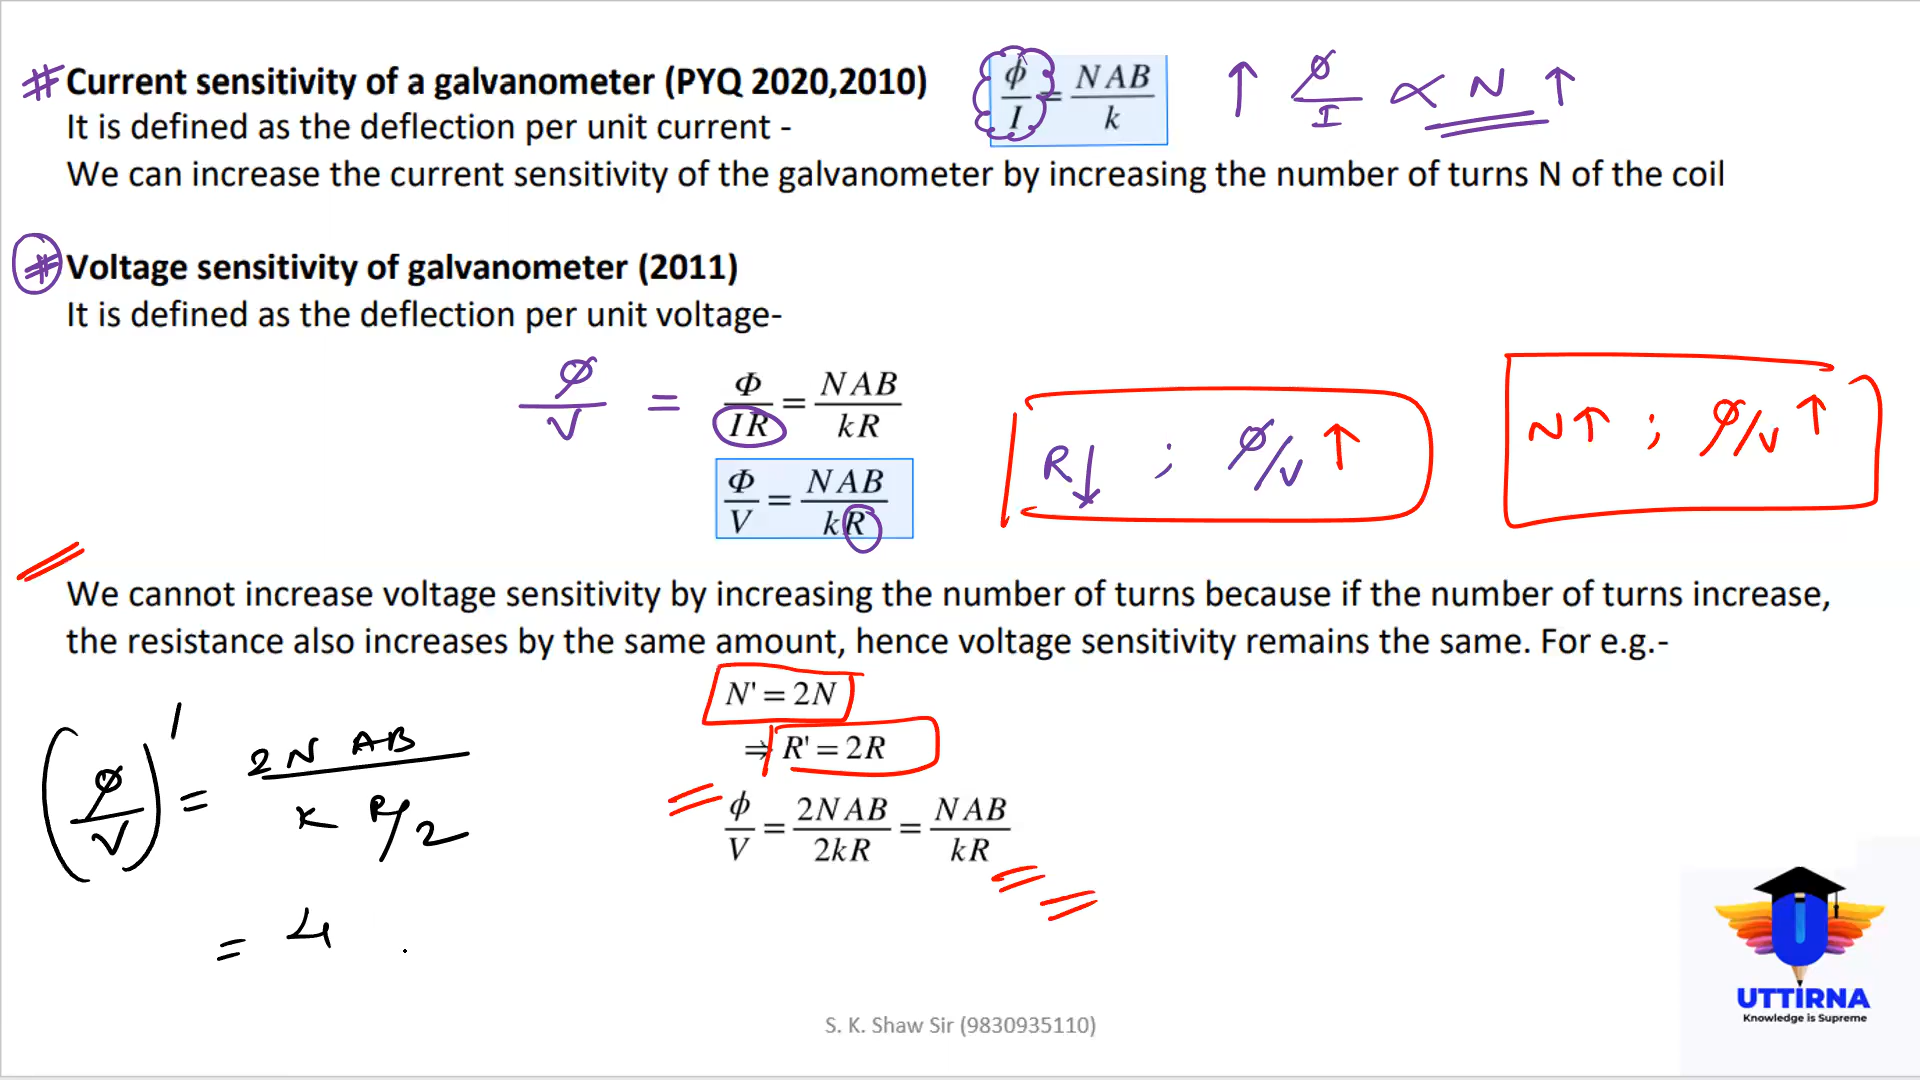 # Current sensitivity of a galvanometer (PYQ 2020,2010) ϕ/I = NAB/k ↑ ϕ/I ∝ N ↑
It is defined as the deflection per unit current -
We can increase the current sensitivity of the galvanometer by increasing the number of turns N of the coil
# Voltage sensitivity of galvanometer (2011)
It is defined as the deflection per unit voltage-
ϕ/V = Φ/IR = NAB/kR
Φ/V = NAB/kR
R↓ ; ϕ/V ↑
N↑ ; ϕ/V ↑
We cannot increase voltage sensitivity by increasing the number of turns because if the number of turns increase,
the resistance also increases by the same amount, hence voltage sensitivity remains the same. For e.g.-
N' = 2N
⇒ R' = 2R
ϕ/V = 2NAB/2kR = NAB/kR
(ϕ/V)' = 2N AB / K R/2
= 4
UTTIRNA
Knowledge is Supreme
S. K. Shaw Sir (9830935110)